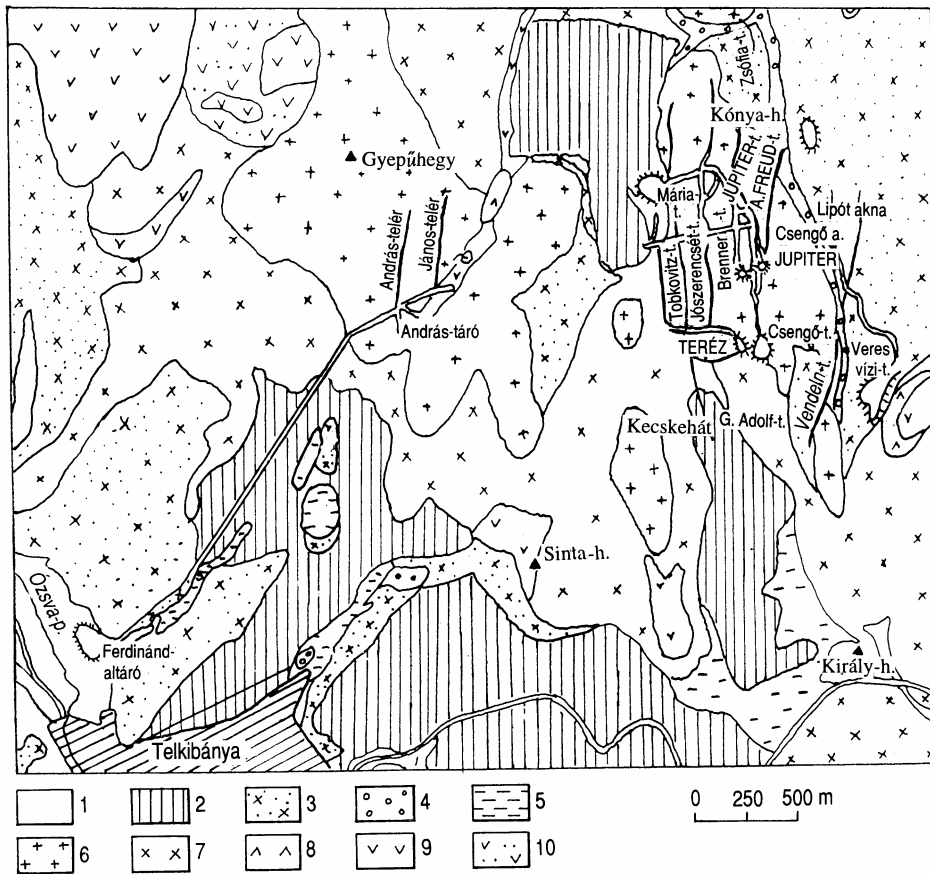 Zsófia-t.
Kónya-h.
Gyepűhegy
JUPITER-t.
A.FREUD-t.
Mária-
t.
Lipót akna
Csengő a.
JUPITER
András-telér
János-telér
Tobkovitz-t.
Jószerencsét-t.
Brenner-t.
András-táró
TERÉZ
Csengő-t.
Veres
vízi-t.
Vendeln-t.
Kecskehát
G. Adolf-t.
Sinta-h.
Ózsva-p.
Ferdinánd-
altáró
Király-h.
Telkibánya
1 2 3 4 5
0 250 500 m
6 7 8 9 10